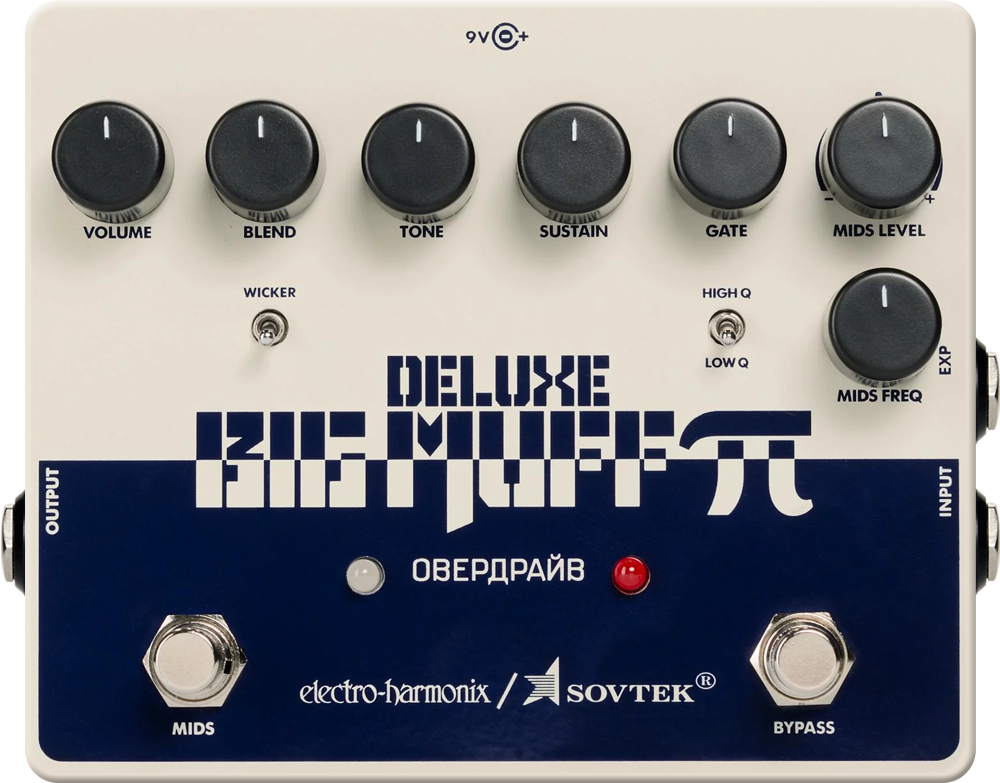 9V +
VOLUME
BLEND
TONE
SUSTAIN
GATE
- +
MIDS LEVEL
WICKER
HIGH Q
LOW Q
MIDS FREQ
EXP
DELUXE
BIG MUFF π
OUTPUT
INPUT
ОВЕРДРАЙВ
electro-harmonix / SOVTEK®
MIDS
BYPASS